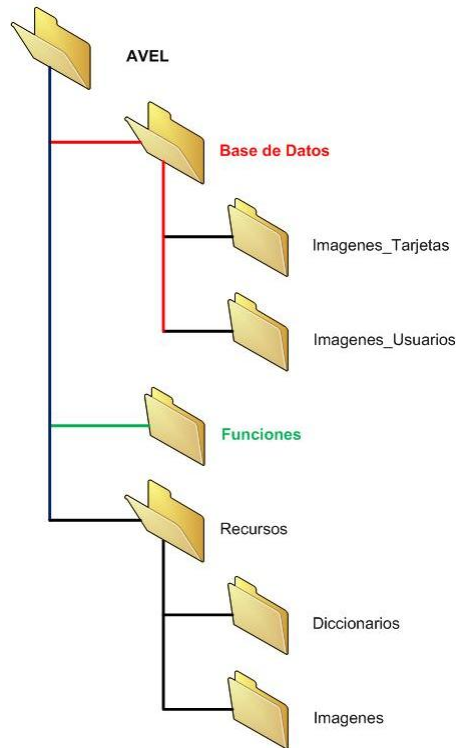 AVEL
Base de Datos
Imagenes_Tarjetas
Imagenes_Usuarios
Funciones
Recursos
Diccionarios
Imagenes